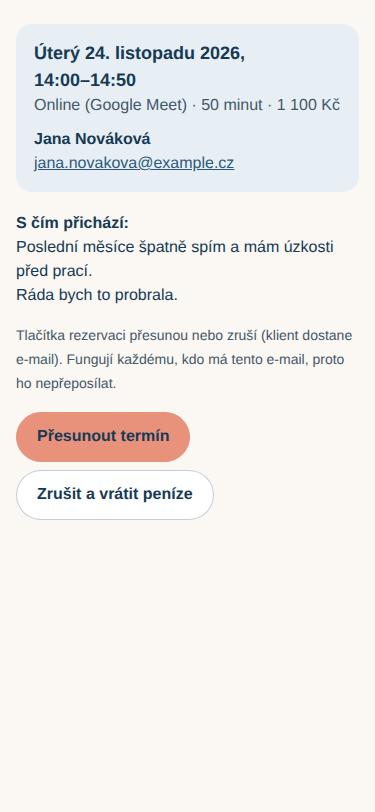 Úterý 24. listopadu 2026,
14:00–14:50
Online (Google Meet) · 50 minut · 1 100 Kč
Jana Nováková
jana.novakova@example.cz
S čím přichází:
Poslední měsíce špatně spím a mám úzkosti
před prací.
Ráda bych to probrala.
Tlačítka rezervaci přesunou nebo zruší (klient dostane
e-mail). Fungují každému, kdo má tento e-mail, proto
ho nepřeposílat.
Přesunout termín
Zrušit a vrátit peníze